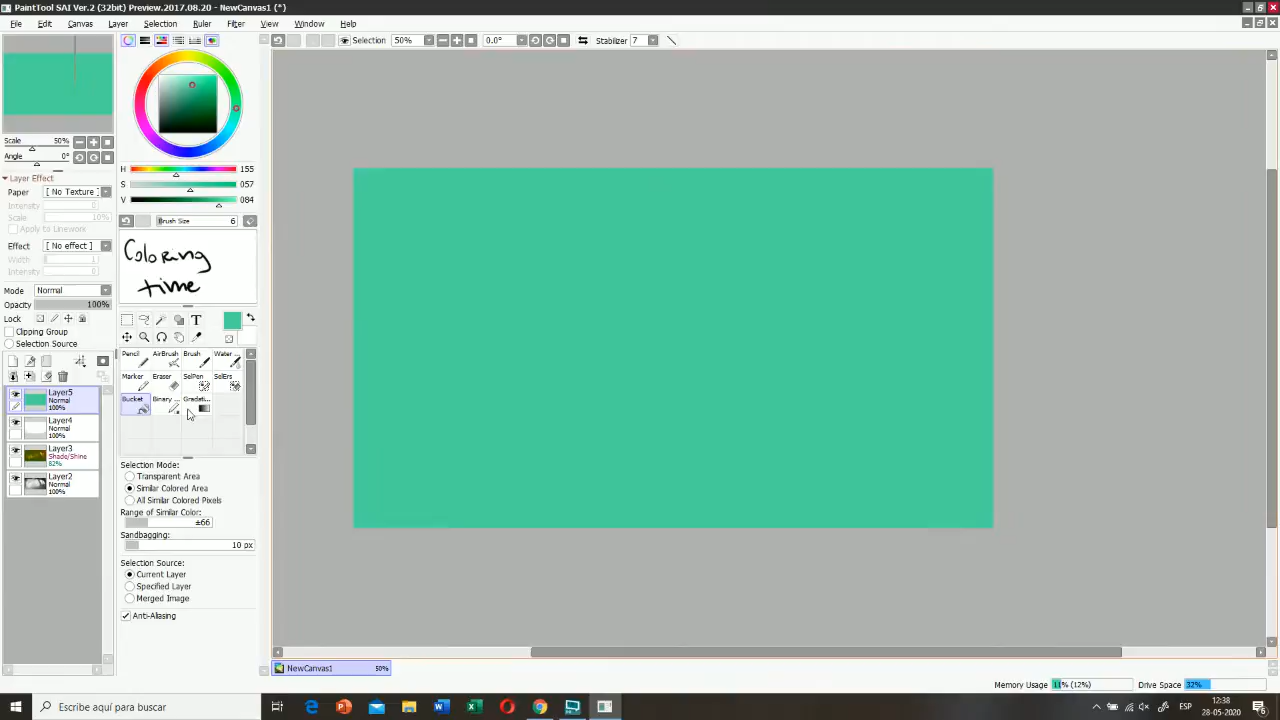 PaintTool SAI Ver.2 (32bit) Preview.2017.08.20 - NewCanvas1 (*)
File Edit Canvas Layer Selection Ruler Filter View Window Help
Selection 50% 0.0° Stabilizer 7
Scale 50%
Angle 0°
Layer Effect
Paper [ No Texture ]
Intensity 0
Scale: 10%
Apply to Linework
Effect [ No effect ]
Width 1
Intensity 0
Mode Normal
Opacity 100%
Lock
Clipping Group
Selection Source
Layer5
Normal
100%
Layer4
Normal
100%
Layer3
Shade/Shine
82%
Layer2
Normal
100%
H 155
S 057
V 084
Brush Size 6
Coloring
time
T
Pencil AirBrush Brush Water ...
Marker Eraser SelPen SelErs
Bucket Binary ... Gradati...
Selection Mode:
Transparent Area
Similar Colored Area
All Similar Colored Pixels
Range of Similar Color:
±66
Sandbagging:
10 px
Selection Source:
Current Layer
Specified Layer
Merged Image
Anti-Aliasing
NewCanvas1 50%
Memory Usage 11% (12%) Drive Space 32%
Escribe aquí para buscar
ESP
12:38
28-05-2020
6